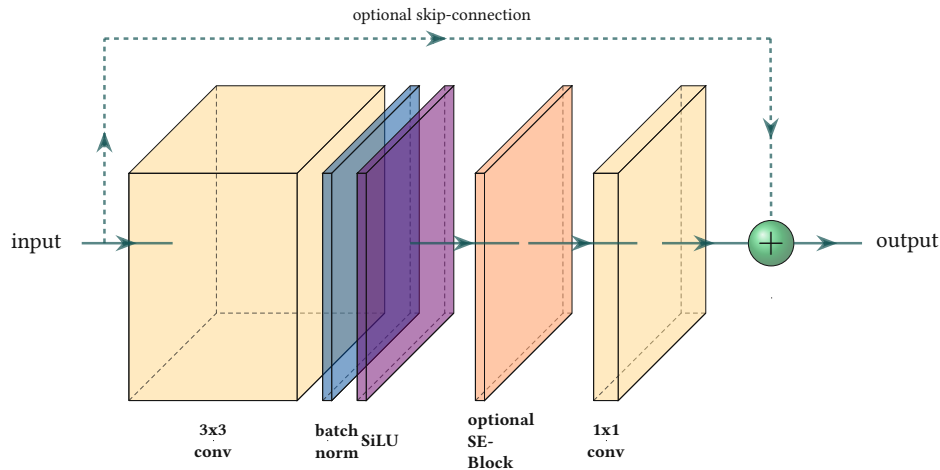 optional skip-connection
input
output
3x3
conv
batch
norm
SiLU
optional
SE-
Block
1x1
conv